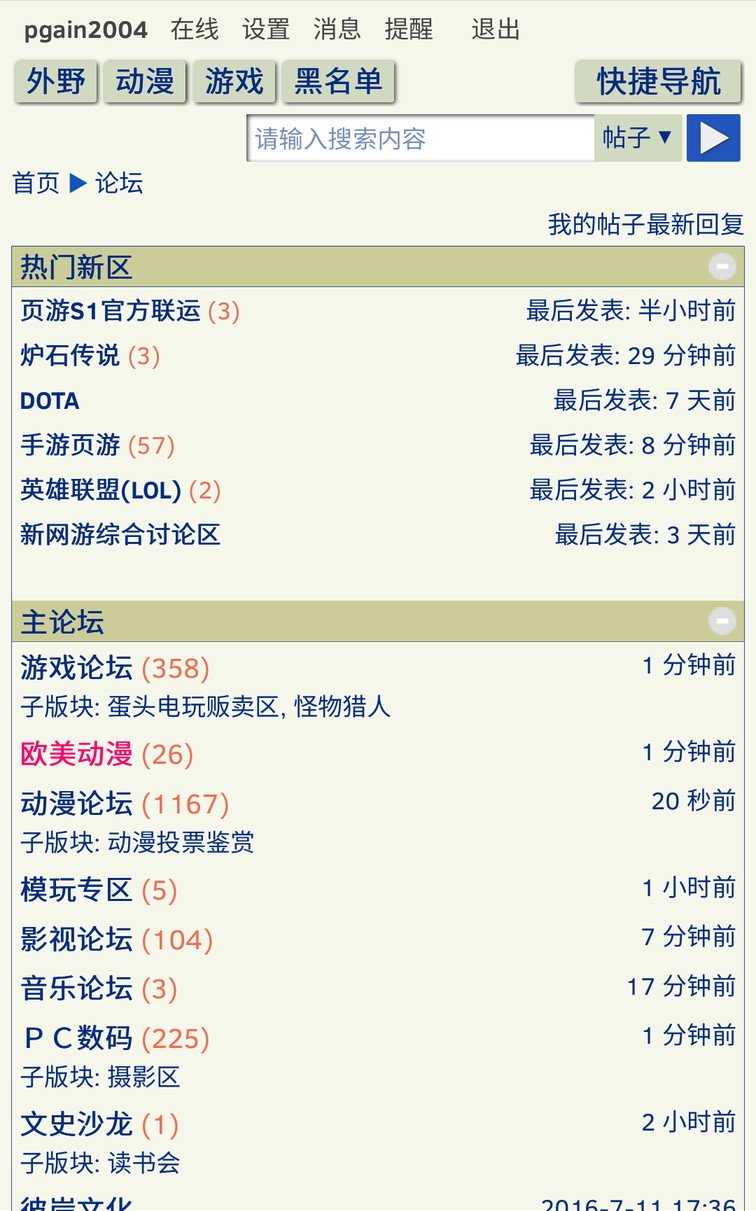 pgain2004 在线 设置 消息 提醒 退出
外野 动漫 游戏 黑名单 快捷导航
请输入搜索内容 帖子 ▼
首页 ▶ 论坛
我的帖子最新回复
热门新区
页游S1官方联运 (3) 最后发表: 半小时前
炉石传说 (3) 最后发表: 29 分钟前
DOTA 最后发表: 7 天前
手游页游 (57) 最后发表: 8 分钟前
英雄联盟(LOL) (2) 最后发表: 2 小时前
新网游综合讨论区 最后发表: 3 天前
主论坛
游戏论坛 (358) 1 分钟前
子版块: 蛋头电玩贩卖区, 怪物猎人
欧美动漫 (26) 1 分钟前
动漫论坛 (1167) 20 秒前
子版块: 动漫投票鉴赏
模玩专区 (5) 1 小时前
影视论坛 (104) 7 分钟前
音乐论坛 (3) 17 分钟前
ＰＣ数码 (225) 1 分钟前
子版块: 摄影区
文史沙龙 (1) 2 小时前
子版块: 读书会
彼岸文化 2016-7-11 17:36